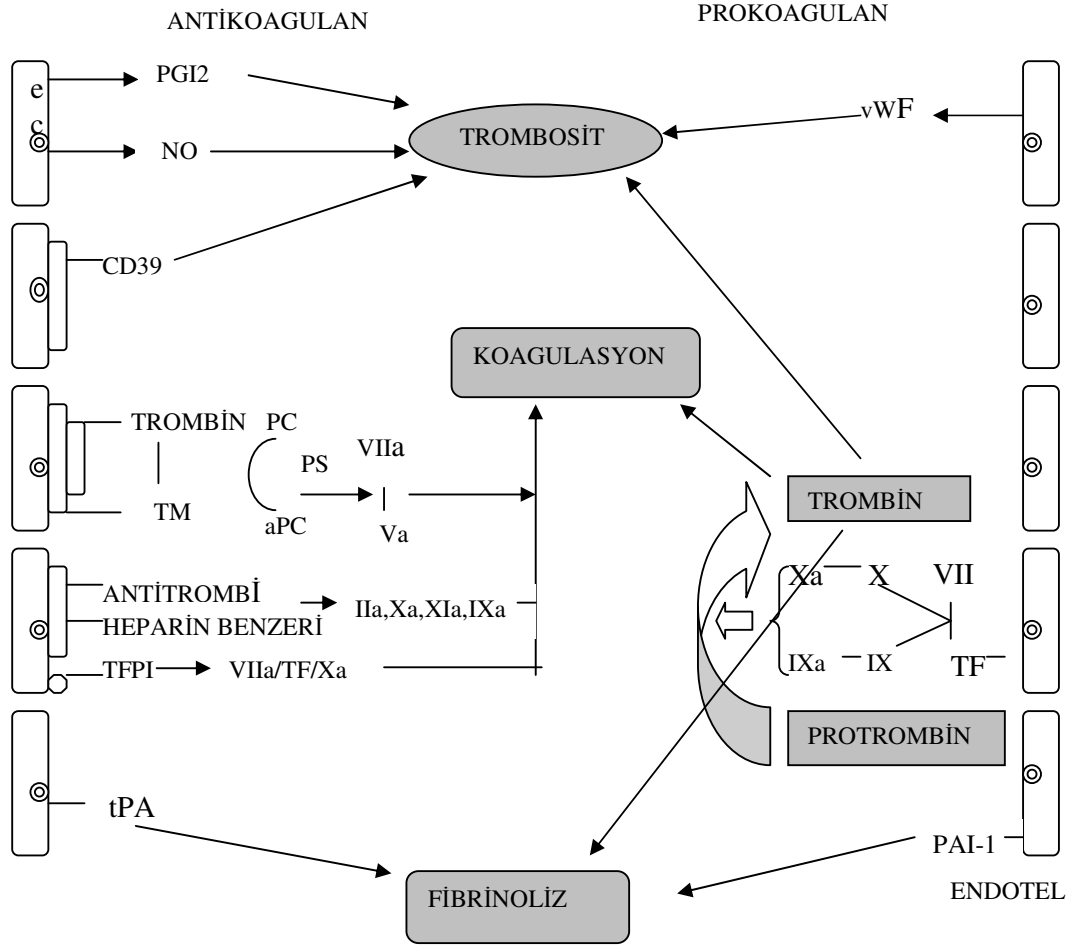 ANTİKOAGULAN
PROKOAGULAN
ec
PGI2
NO
CD39
TROMBOSİT
vWF
KOAGULASYON
TROMBİN
PC
PS
VIIa
TM
aPC
Va
ANTİTROMBİ
HEPARİN BENZERİ
IIa,Xa,XIa,IXa
TFPI
VIIa/TF/Xa
tPA
TROMBİN
Xa
X
VII
IXa
IX
TF
PROTROMBİN
PAI-1
FİBRİNOLİZ
ENDOTEL